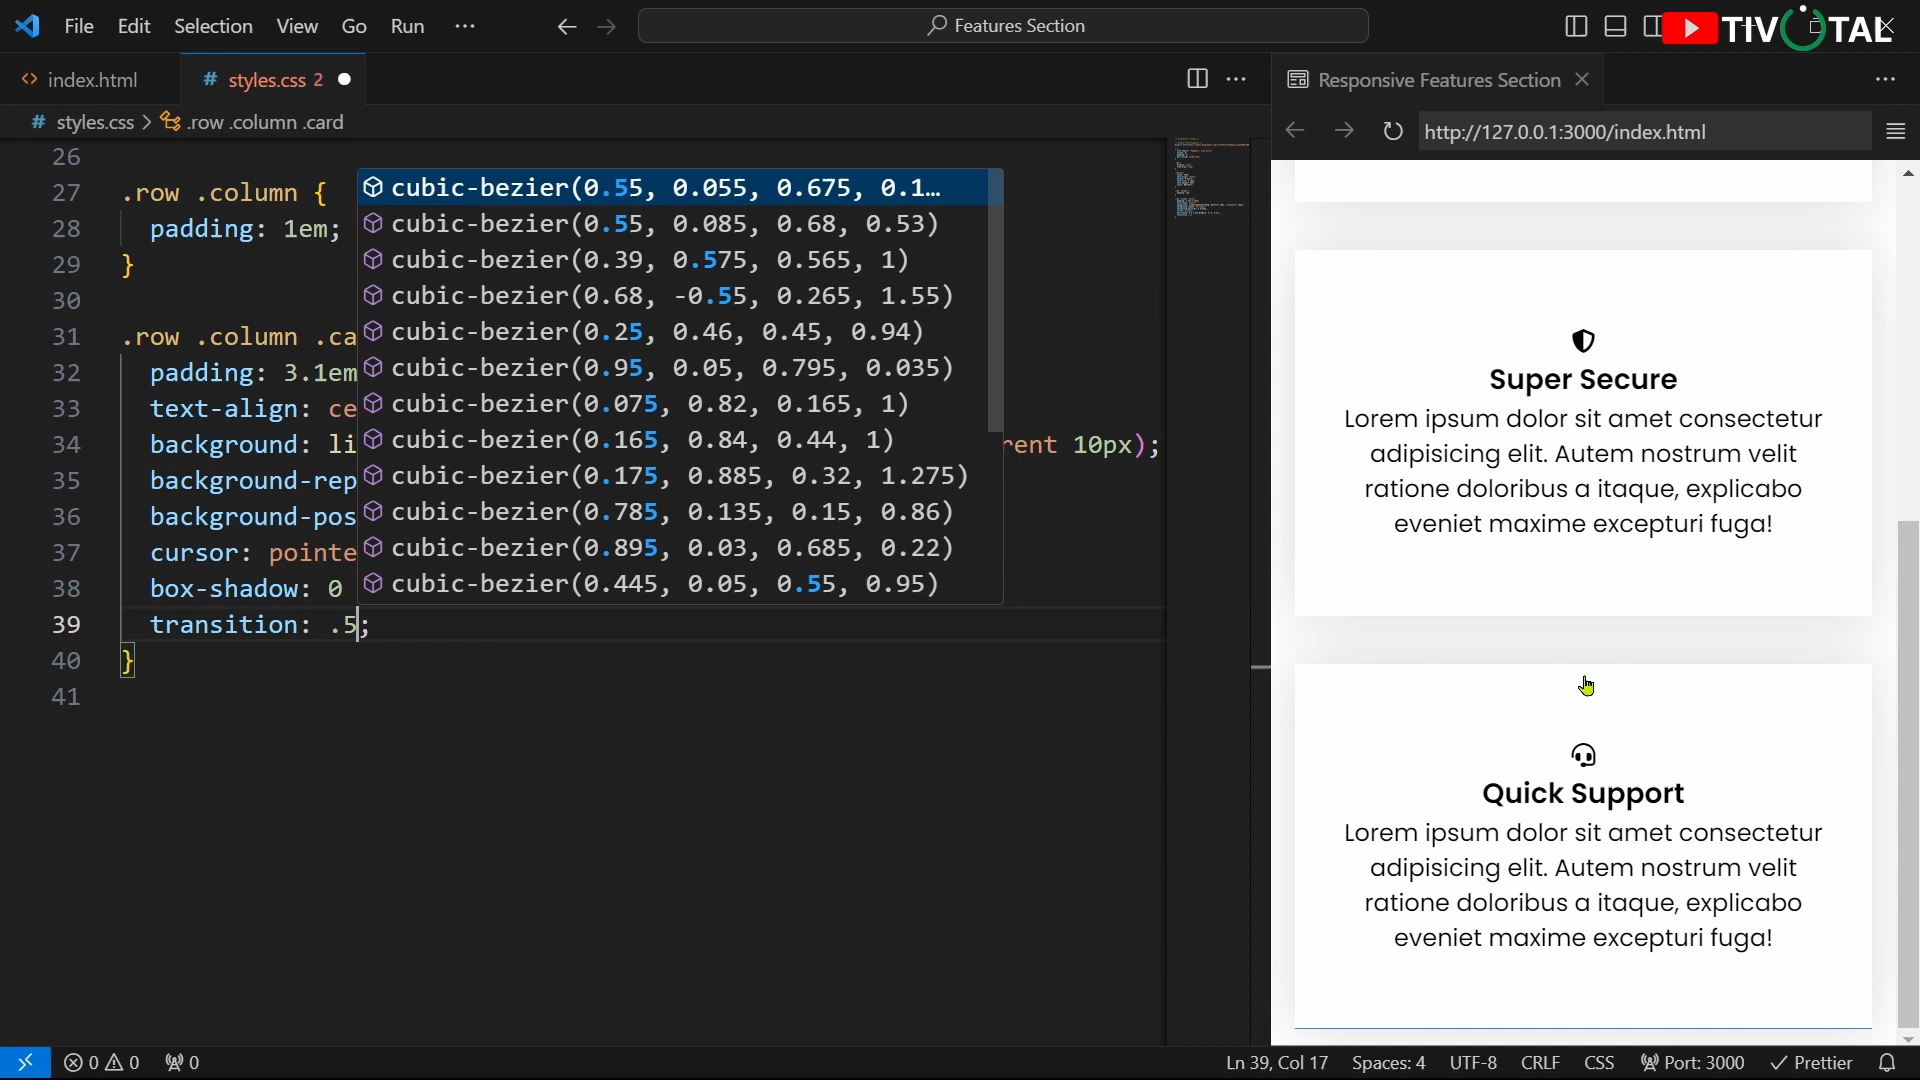 File Edit Selection View Go Run ···
Features Section
TIVOTAL
index.html
# styles.css 2
Responsive Features Section
# styles.css > .row .column .card
http://127.0.0.1:3000/index.html
26
27 .row .column {
28 padding: 1em;
29 }
30
31 .row .column .ca
32 padding: 3.1em
33 text-align: ce
34 background: li rent 10px);
35 background-rep
36 background-pos
37 cursor: pointe
38 box-shadow: 0
39 transition: .5;
40 }
41
cubic-bezier(0.55, 0.055, 0.675, 0.1…
cubic-bezier(0.55, 0.085, 0.68, 0.53)
cubic-bezier(0.39, 0.575, 0.565, 1)
cubic-bezier(0.68, -0.55, 0.265, 1.55)
cubic-bezier(0.25, 0.46, 0.45, 0.94)
cubic-bezier(0.95, 0.05, 0.795, 0.035)
cubic-bezier(0.075, 0.82, 0.165, 1)
cubic-bezier(0.165, 0.84, 0.44, 1)
cubic-bezier(0.175, 0.885, 0.32, 1.275)
cubic-bezier(0.785, 0.135, 0.15, 0.86)
cubic-bezier(0.895, 0.03, 0.685, 0.22)
cubic-bezier(0.445, 0.05, 0.55, 0.95)
Super Secure
Lorem ipsum dolor sit amet consectetur
adipisicing elit. Autem nostrum velit
ratione doloribus a itaque, explicabo
eveniet maxime excepturi fuga!
Quick Support
Lorem ipsum dolor sit amet consectetur
adipisicing elit. Autem nostrum velit
ratione doloribus a itaque, explicabo
eveniet maxime excepturi fuga!
0 0 0
Ln 39, Col 17 Spaces: 4 UTF-8 CRLF CSS Port: 3000 Prettier